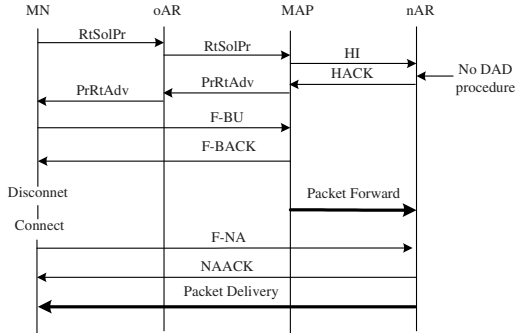 MN oAR MAP nAR
RtSolPr
RtSolPr
HI
HACK
No DAD
procedure
PrRtAdv
PrRtAdv
F-BU
F-BACK
Disconnet
Packet Forward
Connect
F-NA
NAACK
Packet Delivery